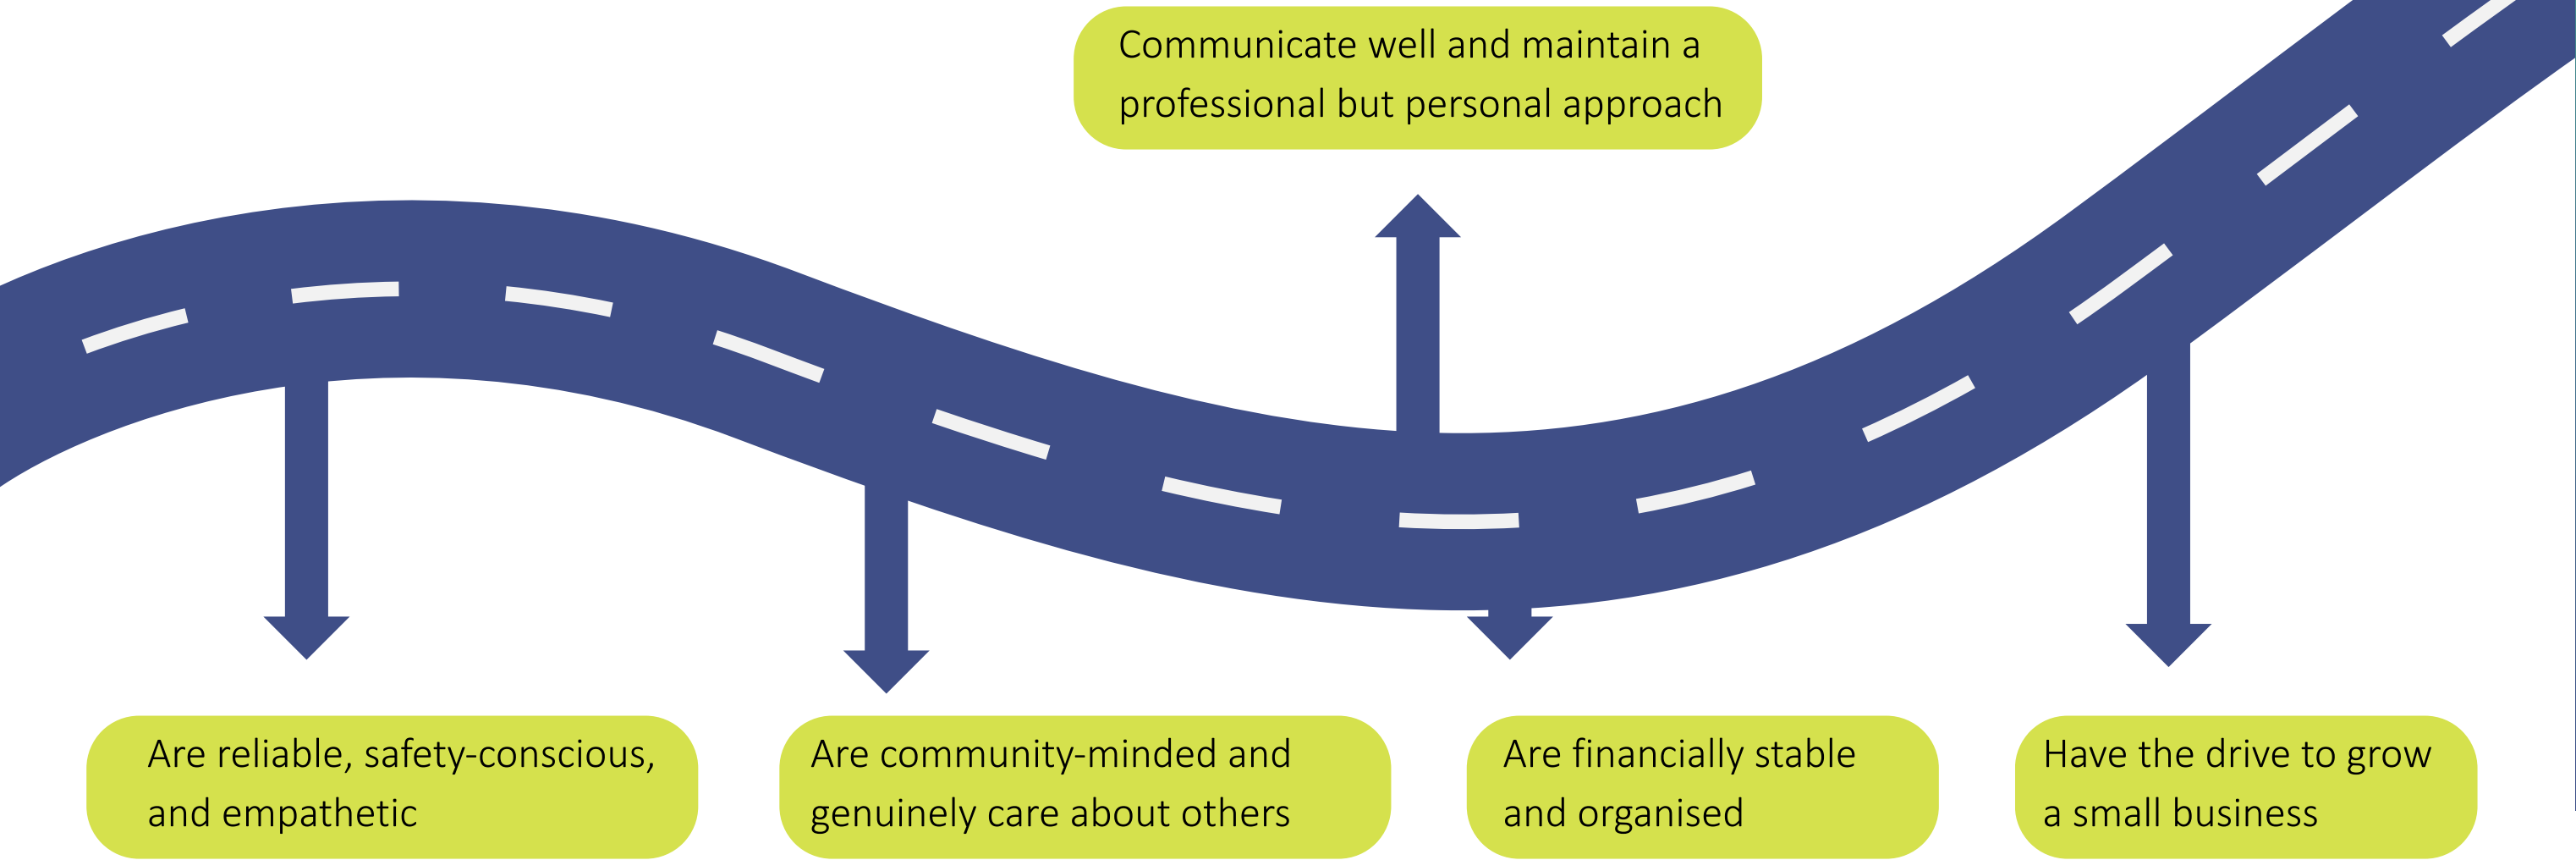 Communicate well and maintain a
professional but personal approach
Are reliable, safety-conscious,
and empathetic
Are community-minded and
genuinely care about others
Are financially stable
and organised
Have the drive to grow
a small business